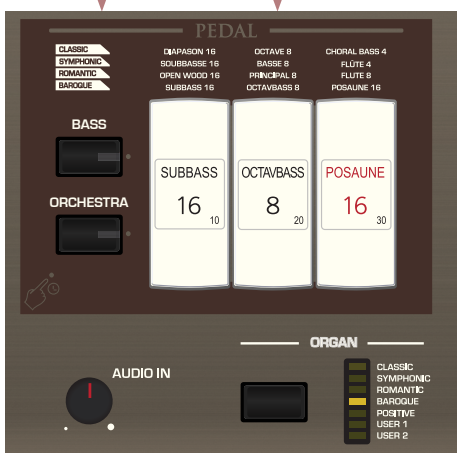 PEDAL
CLASSIC
SYMPHONIC
ROMANTIC
BAROQUE
DIAPASON 16
SOUBBASSE 16
OPEN WOOD 16
SUBBASS 16
OCTAVE 8
BASSE 8
PRINCIPAL 8
OCTAVBASS 8
CHORAL BASS 4
FLÛTE 4
FLUTE 8
POSAUNE 16
BASS
ORCHESTRA
SUBBASS
16
10
OCTAVBASS
8
20
POSAUNE
16
30
AUDIO IN
ORGAN
CLASSIC
SYMPHONIC
ROMANTIC
BAROQUE
POSITIVE
USER 1
USER 2